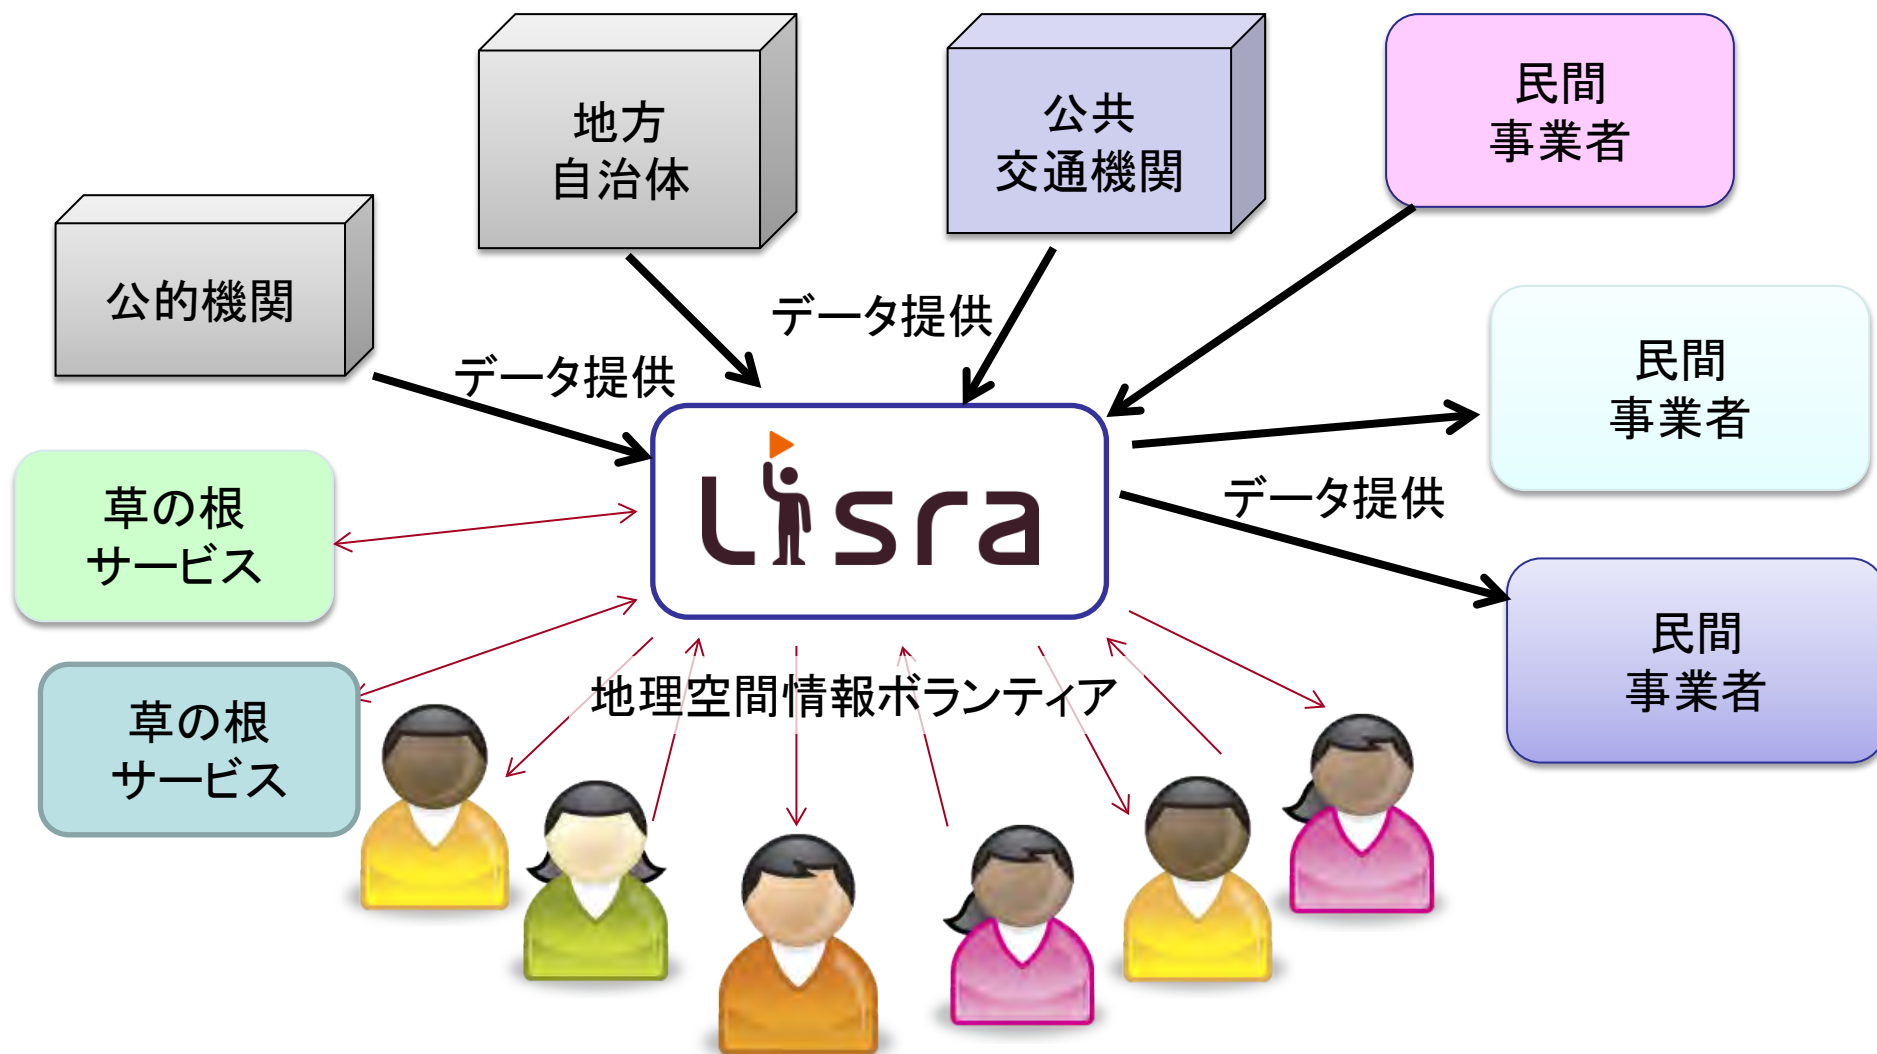 地方
自治体
公共
交通機関
民間
事業者
公的機関
データ提供
データ提供
民間
事業者
Lisra
データ提供
草の根
サービス
民間
事業者
地理空間情報ボランティア
草の根
サービス